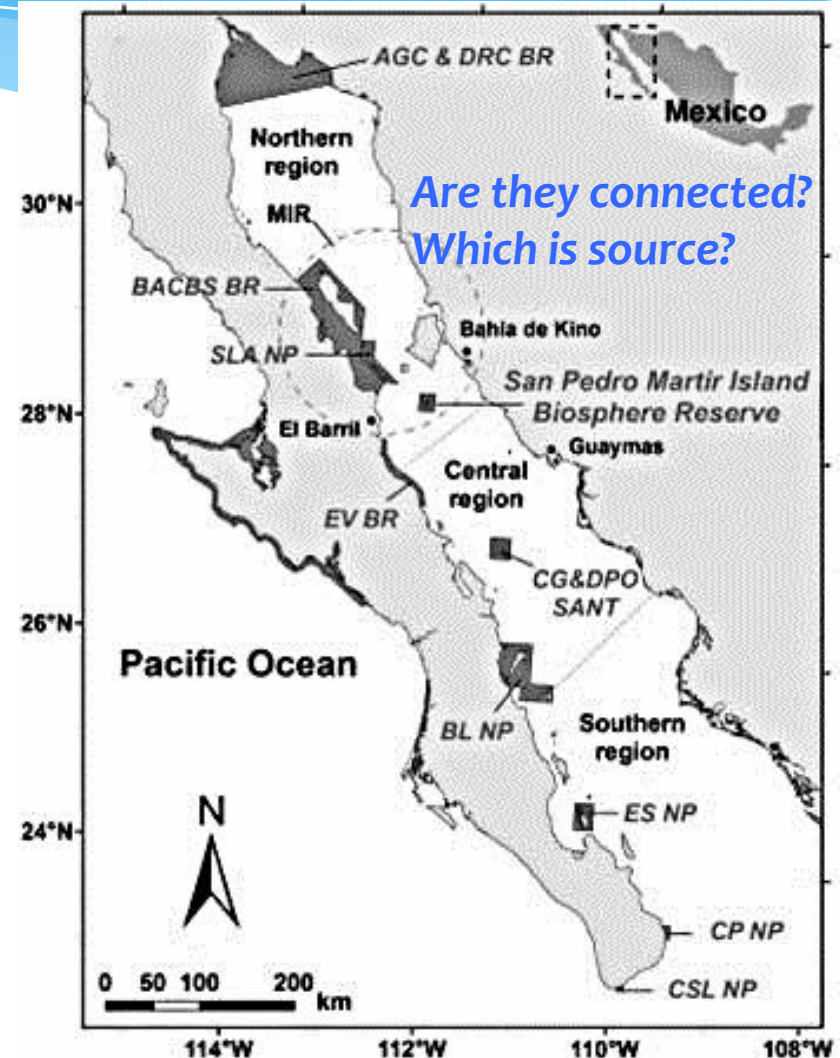 AGC & DRC BR
Mexico
Northern
region
Are they connected?
Which is source?
30°N
MIR
BACBS BR
Bahia de Kino
SLA NP
San Pedro Martir Island
Biosphere Reserve
28°N
El Barril
Guaymas
Central
region
EV BR
CG&DPO
SANT
26°N
Pacific Ocean
BL NP
Southern
region
N
ES NP
24°N
CP NP
0 50 100 200
km
CSL NP
114°W 112°W 110°W 108°W